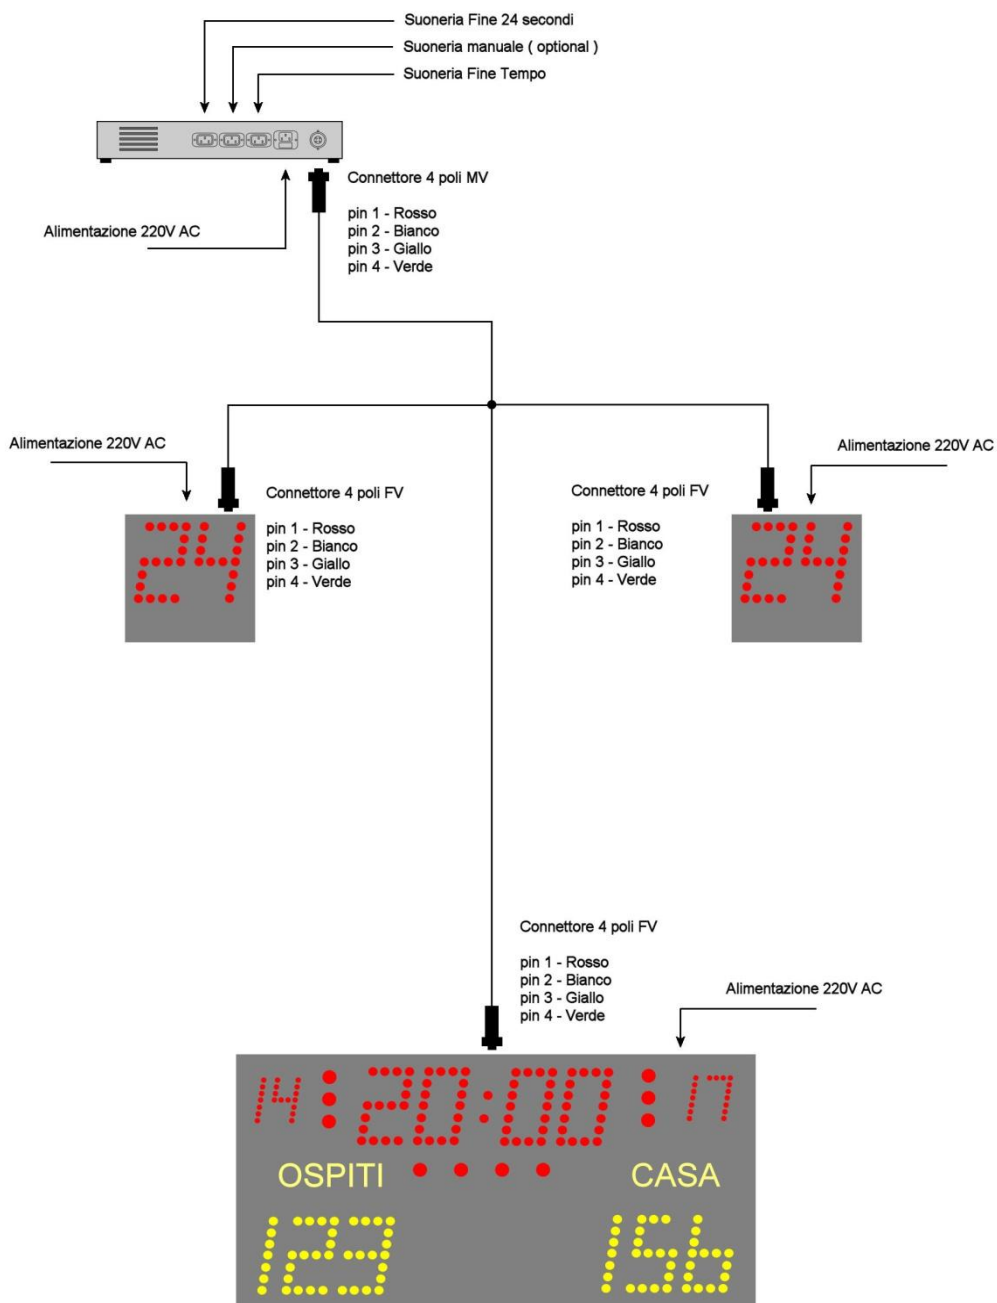 Suoneria Fine 24 secondi
Suoneria manuale ( optional )
Suoneria Fine Tempo
Connettore 4 poli MV
pin 1 - Rosso
pin 2 - Bianco
pin 3 - Giallo
pin 4 - Verde
Alimentazione 220V AC
Alimentazione 220V AC
Connettore 4 poli FV
pin 1 - Rosso
pin 2 - Bianco
pin 3 - Giallo
pin 4 - Verde
24
Connettore 4 poli FV
pin 1 - Rosso
pin 2 - Bianco
pin 3 - Giallo
pin 4 - Verde
Alimentazione 220V AC
24
Connettore 4 poli FV
pin 1 - Rosso
pin 2 - Bianco
pin 3 - Giallo
pin 4 - Verde
Alimentazione 220V AC
14 20:00 17
OSPITI CASA
123 156